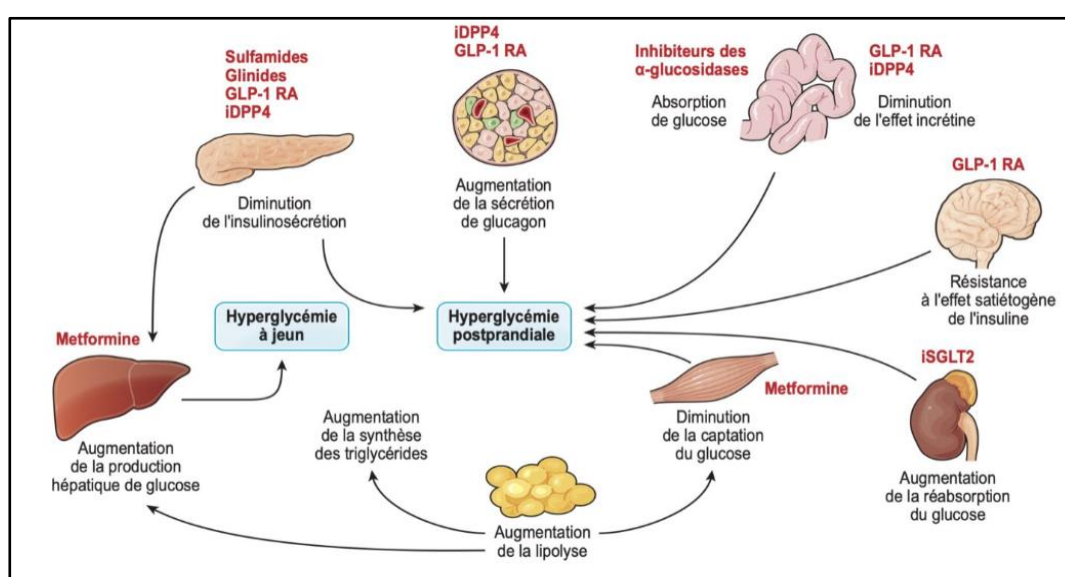 Sulfamides
Glinides
GLP-1 RA
iDPP4
Diminution
de l'insulinosécrétion
iDPP4
GLP-1 RA
Augmentation
de la sécrétion
de glucagon
Inhibiteurs des
α-glucosidases
Absorption
de glucose
GLP-1 RA
iDPP4
Diminution
de l'effet incrétine
GLP-1 RA
Résistance
à l'effet satiétogène
de l'insuline
Hyperglycémie
à jeun
Hyperglycémie
postprandiale
Metformine
Augmentation
de la production
hépatique de glucose
Augmentation
de la synthèse
des triglycérides
Augmentation
de la lipolyse
Metformine
Diminution
de la captation
du glucose
iSGLT2
Augmentation
de la réabsorption
du glucose